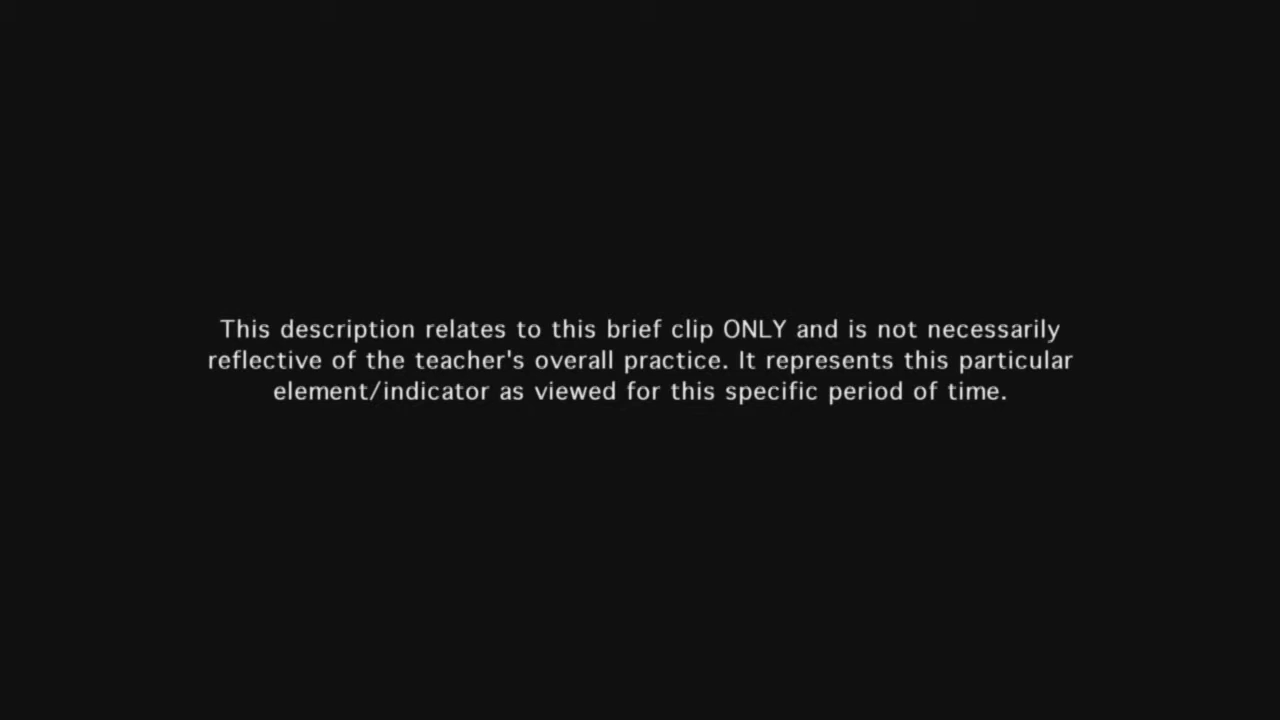 This description relates to this brief clip ONLY and is not necessarily
reflective of the teacher's overall practice. It represents this particular
element/indicator as viewed for this specific period of time.